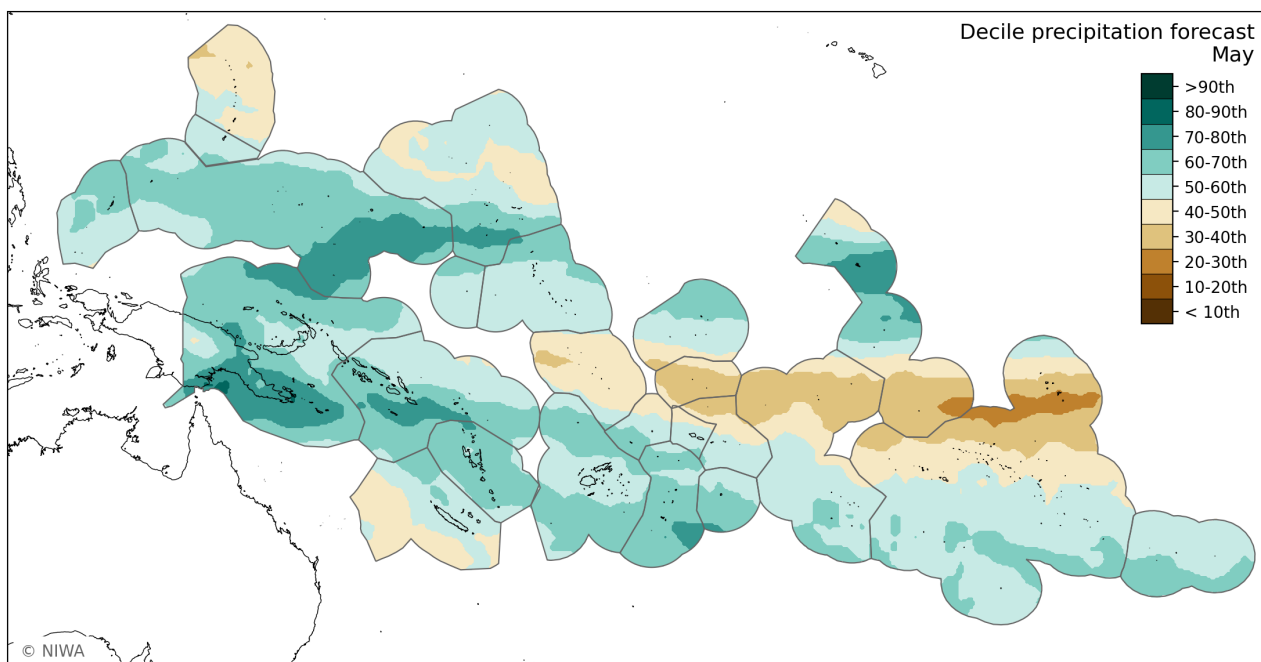 Decile precipitation forecast
May
>90th
80-90th
70-80th
60-70th
50-60th
40-50th
30-40th
20-30th
10-20th
< 10th
© NIWA